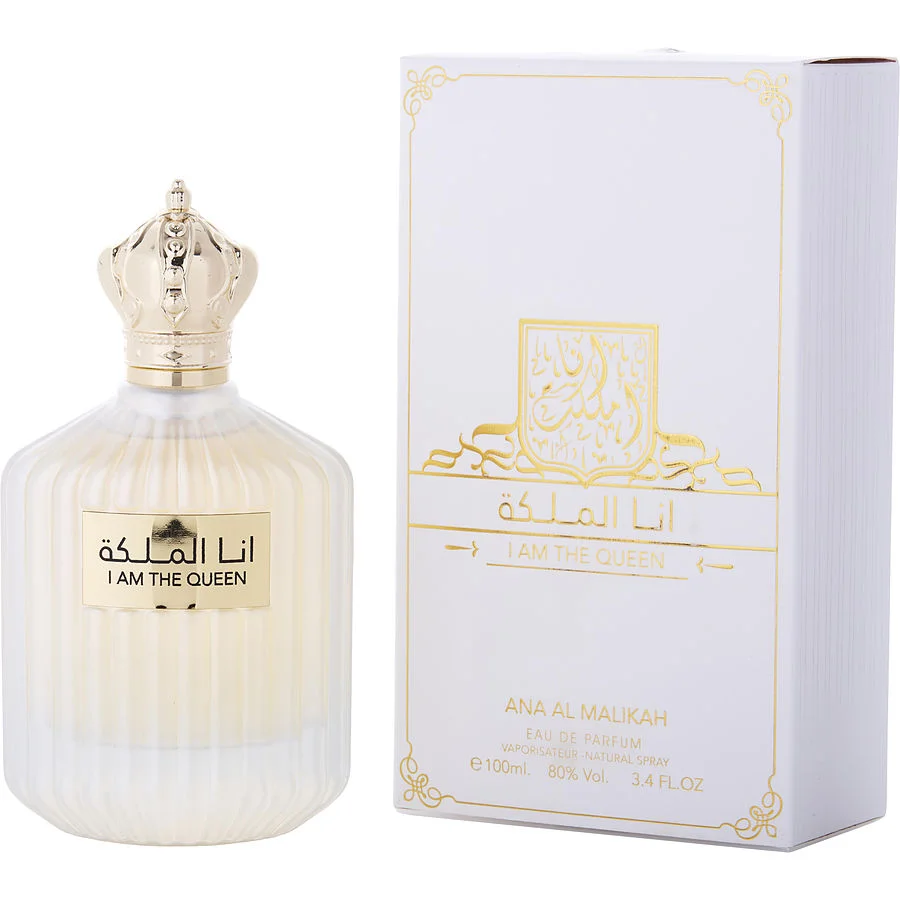 انا الملكة
I AM THE QUEEN
انا الملكة
I AM THE QUEEN
ANA AL MALIKAH
EAU DE PARFUM
VAPORISATEUR-NATURAL SPRAY
℮100ml. 80% Vol. 3.4 FL.OZ